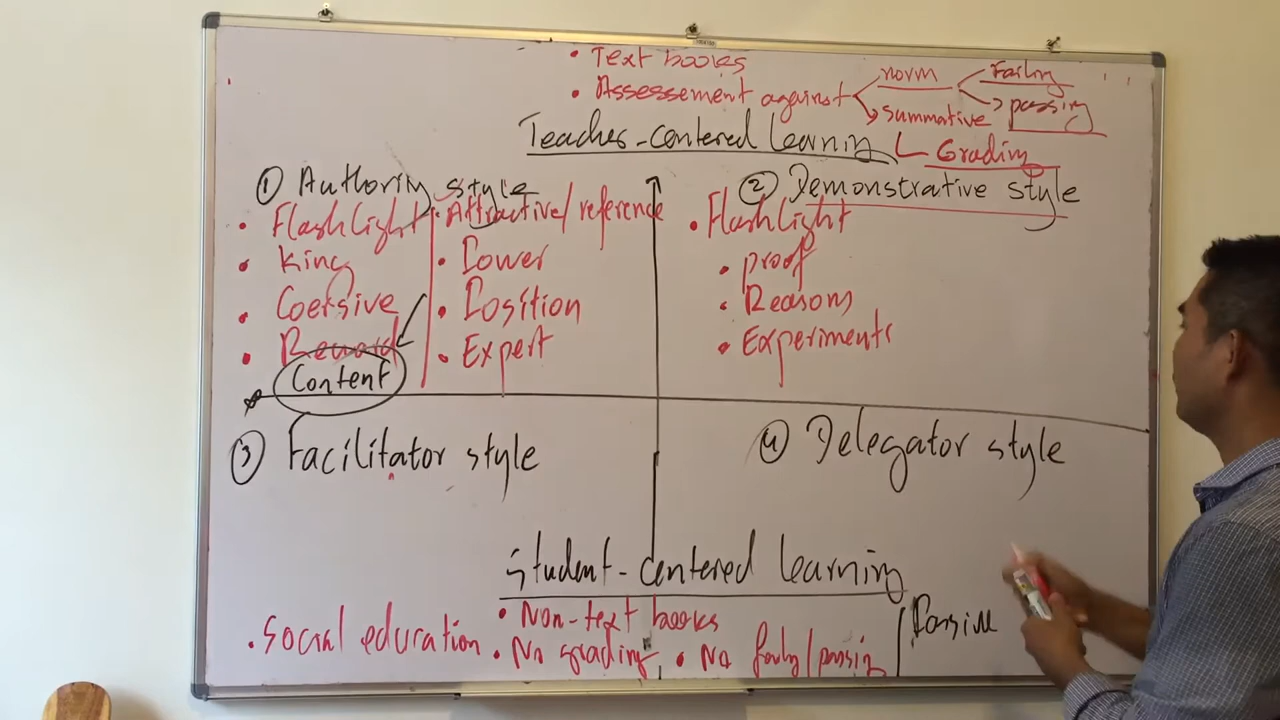 • Text books
• Assessement against norm Failing
summative passing
Teacher-centered learning Grading
① Authority style
• Flashlight
• King
• Coersive
• Reward
Content
• Attractive/reference
• Power
• Position
• Expert
② Demonstrative style
• Flashlight
• proof
• Reasons
• Experiments
③ Facilitator style
④ Delegator style
Student-centered learning
• Non-text books
• Social education • No grading • No failing/passing
Passive